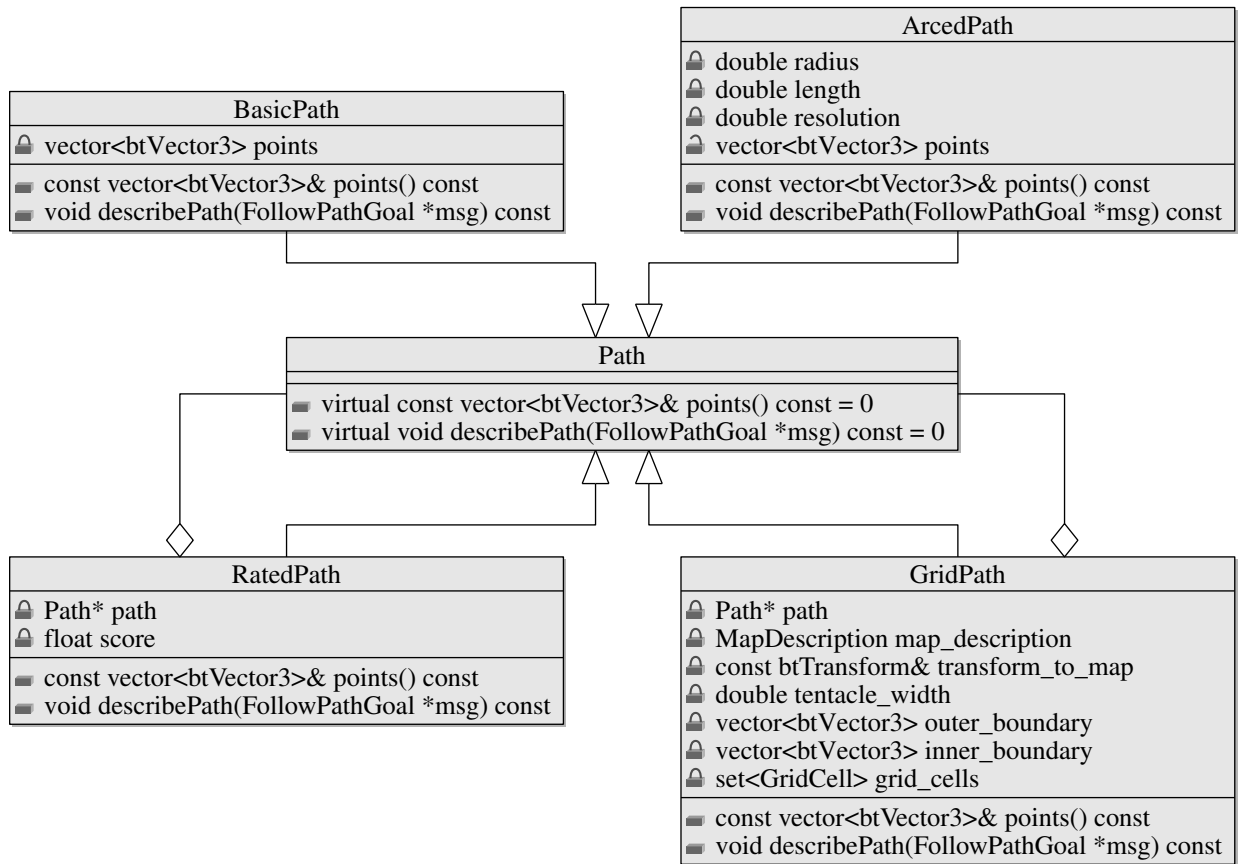 BasicPath
vector<btVector3> points
const vector<btVector3>& points() const
void describePath(FollowPathGoal *msg) const
ArcedPath
double radius
double length
double resolution
vector<btVector3> points
const vector<btVector3>& points() const
void describePath(FollowPathGoal *msg) const
Path
virtual const vector<btVector3>& points() const = 0
virtual void describePath(FollowPathGoal *msg) const = 0
RatedPath
Path* path
float score
const vector<btVector3>& points() const
void describePath(FollowPathGoal *msg) const
GridPath
Path* path
MapDescription map_description
const btTransform& transform_to_map
double tentacle_width
vector<btVector3> outer_boundary
vector<btVector3> inner_boundary
set<GridCell> grid_cells
const vector<btVector3>& points() const
void describePath(FollowPathGoal *msg) const